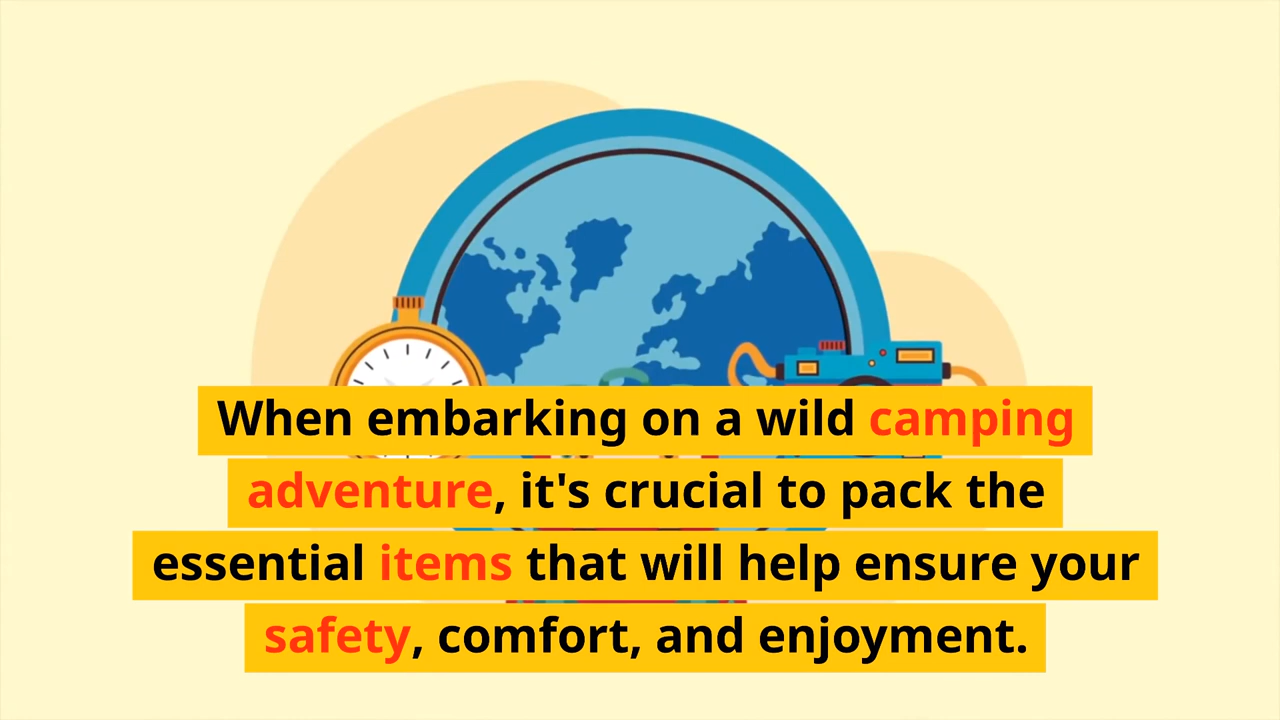 When embarking on a wild camping
adventure, it's crucial to pack the
essential items that will help ensure your
safety, comfort, and enjoyment.